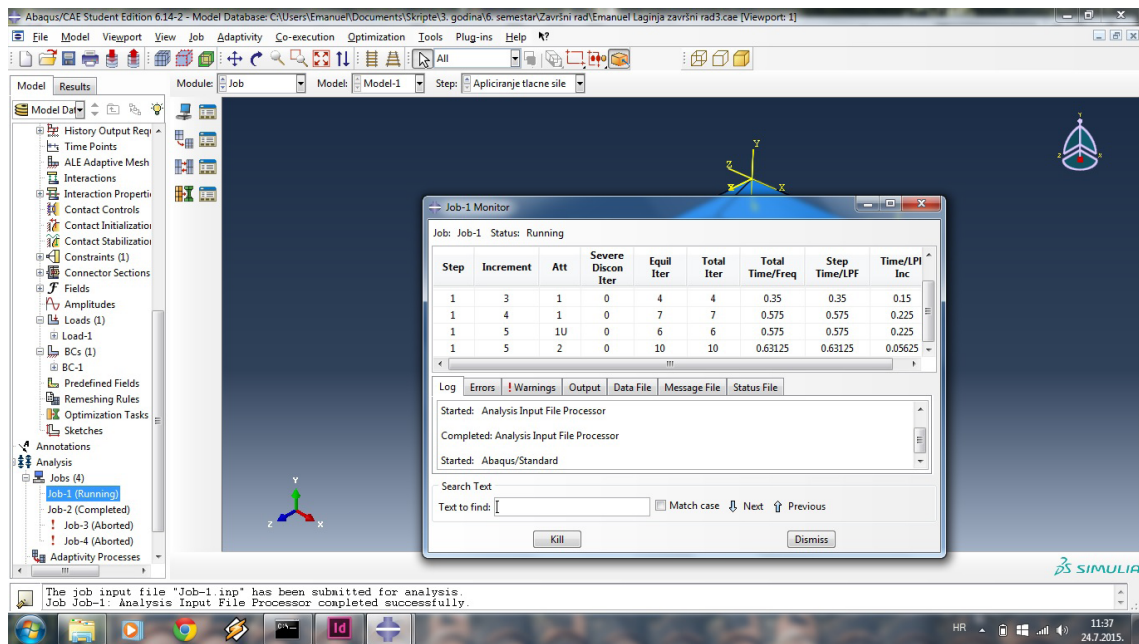 Abaqus/CAE Student Edition 6.14-2 - Model Database: C:\Users\Emanuel\Documents\Skripte\3. godina\6. semestar\Završni rad\Emanuel Laginja završni rad3.cae [Viewport: 1]
File Model Viewport View Job Adaptivity Co-execution Optimization Tools Plug-ins Help
All
Model Results
Module: Job Model: Model-1 Step: Apliciranje tlacne sile
Model Dat
History Output Requ
Time Points
ALE Adaptive Mesh
Interactions
Interaction Propertie
Contact Controls
Contact Initialization
Contact Stabilization
Constraints (1)
Connector Sections
Fields
Amplitudes
Loads (1)
Load-1
BCs (1)
BC-1
Predefined Fields
Remeshing Rules
Optimization Tasks
Sketches
Annotations
Analysis
Jobs (4)
Job-1 (Running)
Job-2 (Completed)
Job-3 (Aborted)
Job-4 (Aborted)
Adaptivity Processes
Y
Z
X
X
Y
Z
X
Y
Z
X
Job-1 Monitor
Job: Job-1 Status: Running
Step Increment Att Severe Discon Iter Equil Iter Total Iter Total Time/Freq Step Time/LPF Time/LPF Inc
1 3 1 0 4 4 0.35 0.35 0.15
1 4 1 0 7 7 0.575 0.575 0.225
1 5 1U 0 6 6 0.575 0.575 0.225
1 5 2 0 10 10 0.63125 0.63125 0.05625
Log Errors ! Warnings Output Data File Message File Status File
Started: Analysis Input File Processor
Completed: Analysis Input File Processor
Started: Abaqus/Standard
Search Text
Text to find: Match case Next Previous
Kill Dismiss
SIMULIA
The job input file "Job-1.inp" has been submitted for analysis.
Job Job-1: Analysis Input File Processor completed successfully.
Id
HR
11:37
24.7.2015.